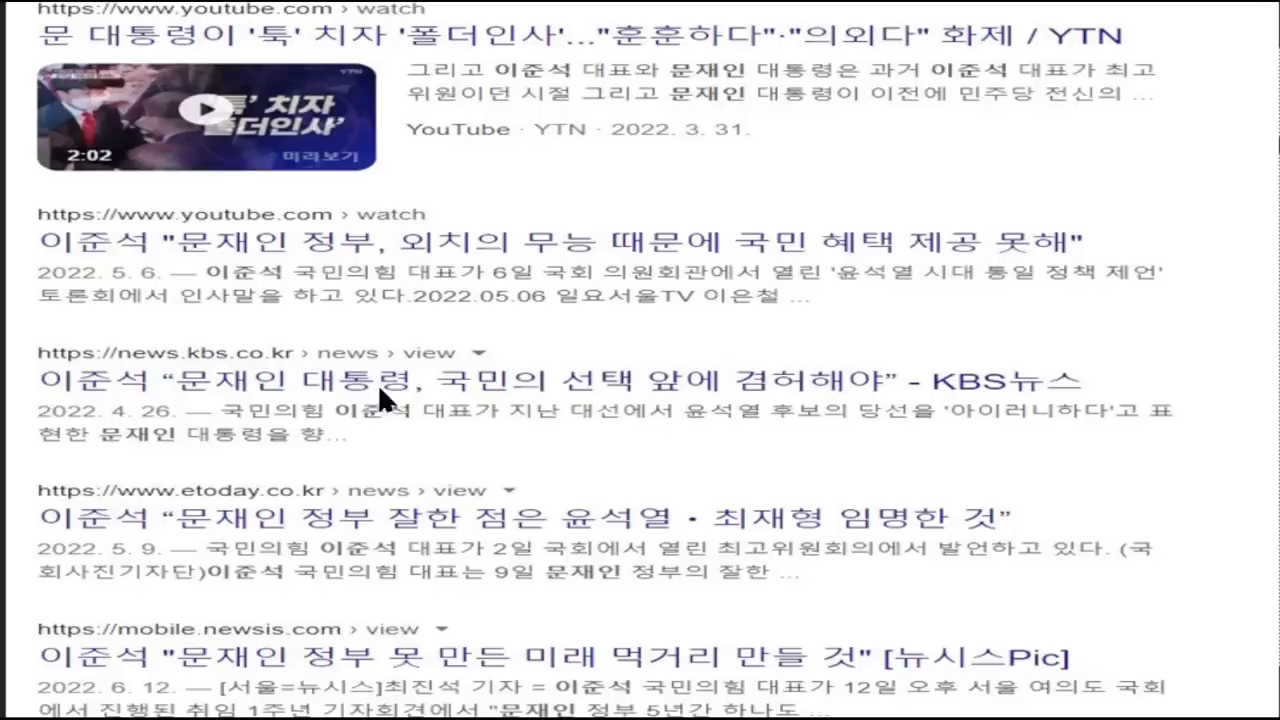 https://www.youtube.com › watch
문 대통령이 '툭' 치자 '폴더인사'..."훈훈하다"·"의외다" 화제 / YTN
그리고 이준석 대표와 문재인 대통령은 과거 이준석 대표가 최고
위원이던 시절 그리고 문재인 대통령이 이전에 민주당 전신의 ...
YouTube · YTN · 2022. 3. 31.
YTN
툭' 치자
폴더인사'
2:02
미리보기
https://www.youtube.com › watch
이준석 "문재인 정부, 외치의 무능 때문에 국민 혜택 제공 못해"
2022. 5. 6. — 이준석 국민의힘 대표가 6일 국회 의원회관에서 열린 '윤석열 시대 통일 정책 제언'
토론회에서 인사말을 하고 있다.2022.05.06 일요서울TV 이은철 ...
https://news.kbs.co.kr › news › view
이준석 “문재인 대통령, 국민의 선택 앞에 겸허해야” - KBS뉴스
2022. 4. 26. — 국민의힘 이준석 대표가 지난 대선에서 윤석열 후보의 당선을 '아이러니하다'고 표
현한 문재인 대통령을 향...
https://www.etoday.co.kr › news › view
이준석 “문재인 정부 잘한 점은 윤석열・최재형 임명한 것”
2022. 5. 9. — 국민의힘 이준석 대표가 2일 국회에서 열린 최고위원회의에서 발언하고 있다. (국
회사진기자단)이준석 국민의힘 대표는 9일 문재인 정부의 잘한 ...
https://mobile.newsis.com › view
이준석 "문재인 정부 못 만든 미래 먹거리 만들 것" [뉴시스Pic]
2022. 6. 12. — [서울=뉴시스]최진석 기자 = 이준석 국민의힘 대표가 12일 오후 서울 여의도 국회
에서 진행된 취임 1주년 기자회견에서 "문재인 정부 5년간 하나도 ...